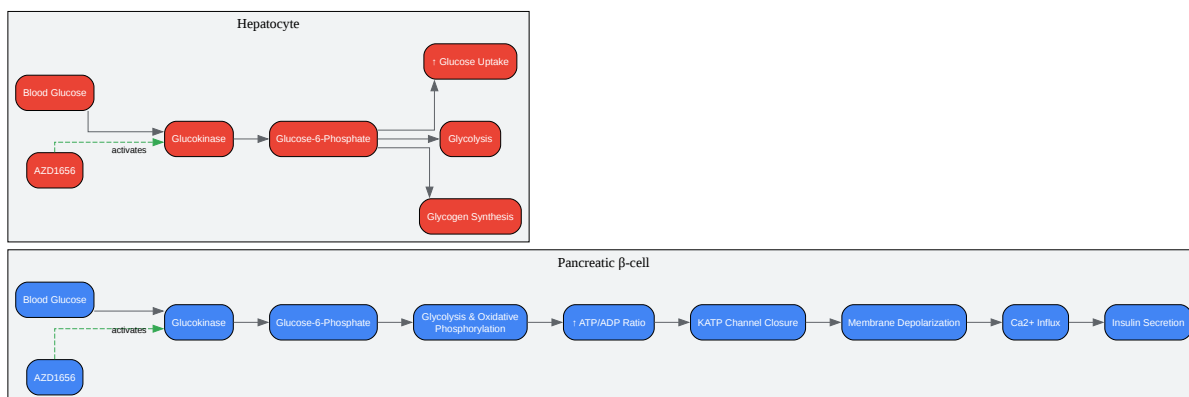 Hepatocyte
↑ Glucose Uptake
Blood Glucose
Glucokinase
Glucose-6-Phosphate
Glycolysis
activates
AZD1656
Glycogen Synthesis
Pancreatic β-cell
Blood Glucose
activates
Glucokinase
Glucose-6-Phosphate
Glycolysis & Oxidative
Phosphorylation
↑ ATP/ADP Ratio
KATP Channel Closure
Membrane Depolarization
Ca2+ Influx
Insulin Secretion
AZD1656